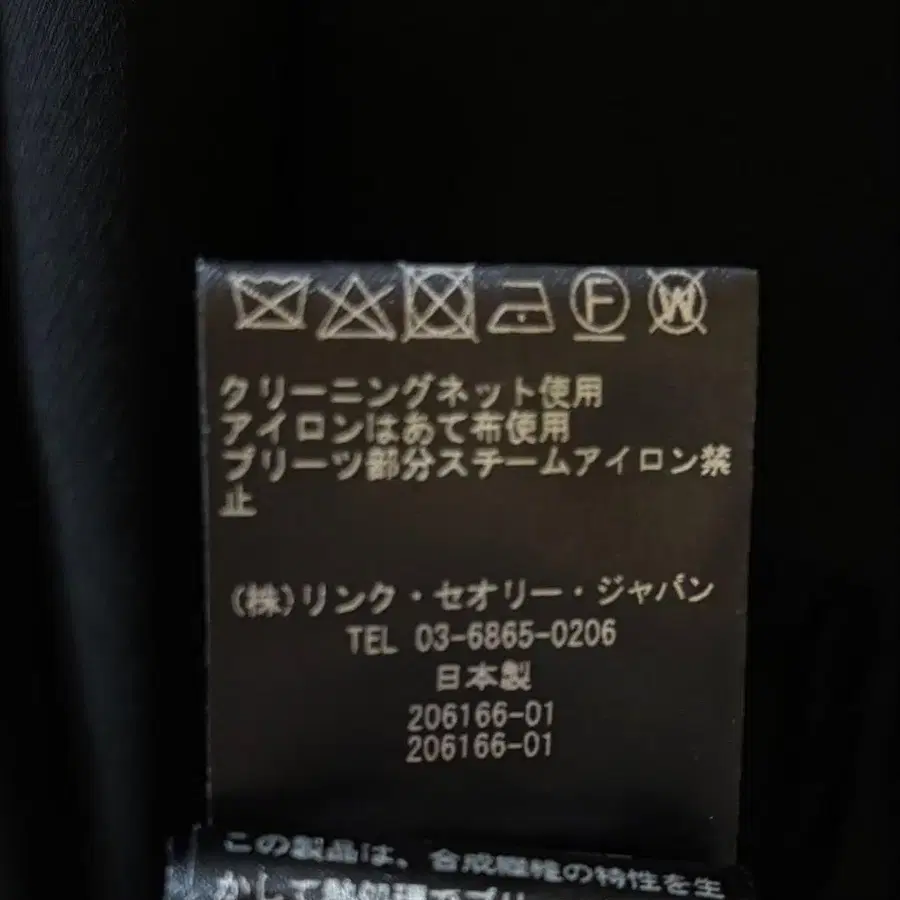 F W
クリーニングネット使用
アイロンはあて布使用
プリーツ部分スチームアイロン禁
止
(株)リンク・セオリー・ジャパン
TEL 03-6865-0206
日本製
206166-01
206166-01
この製品は、合成繊維の特性を生
かして熱処理でプリー